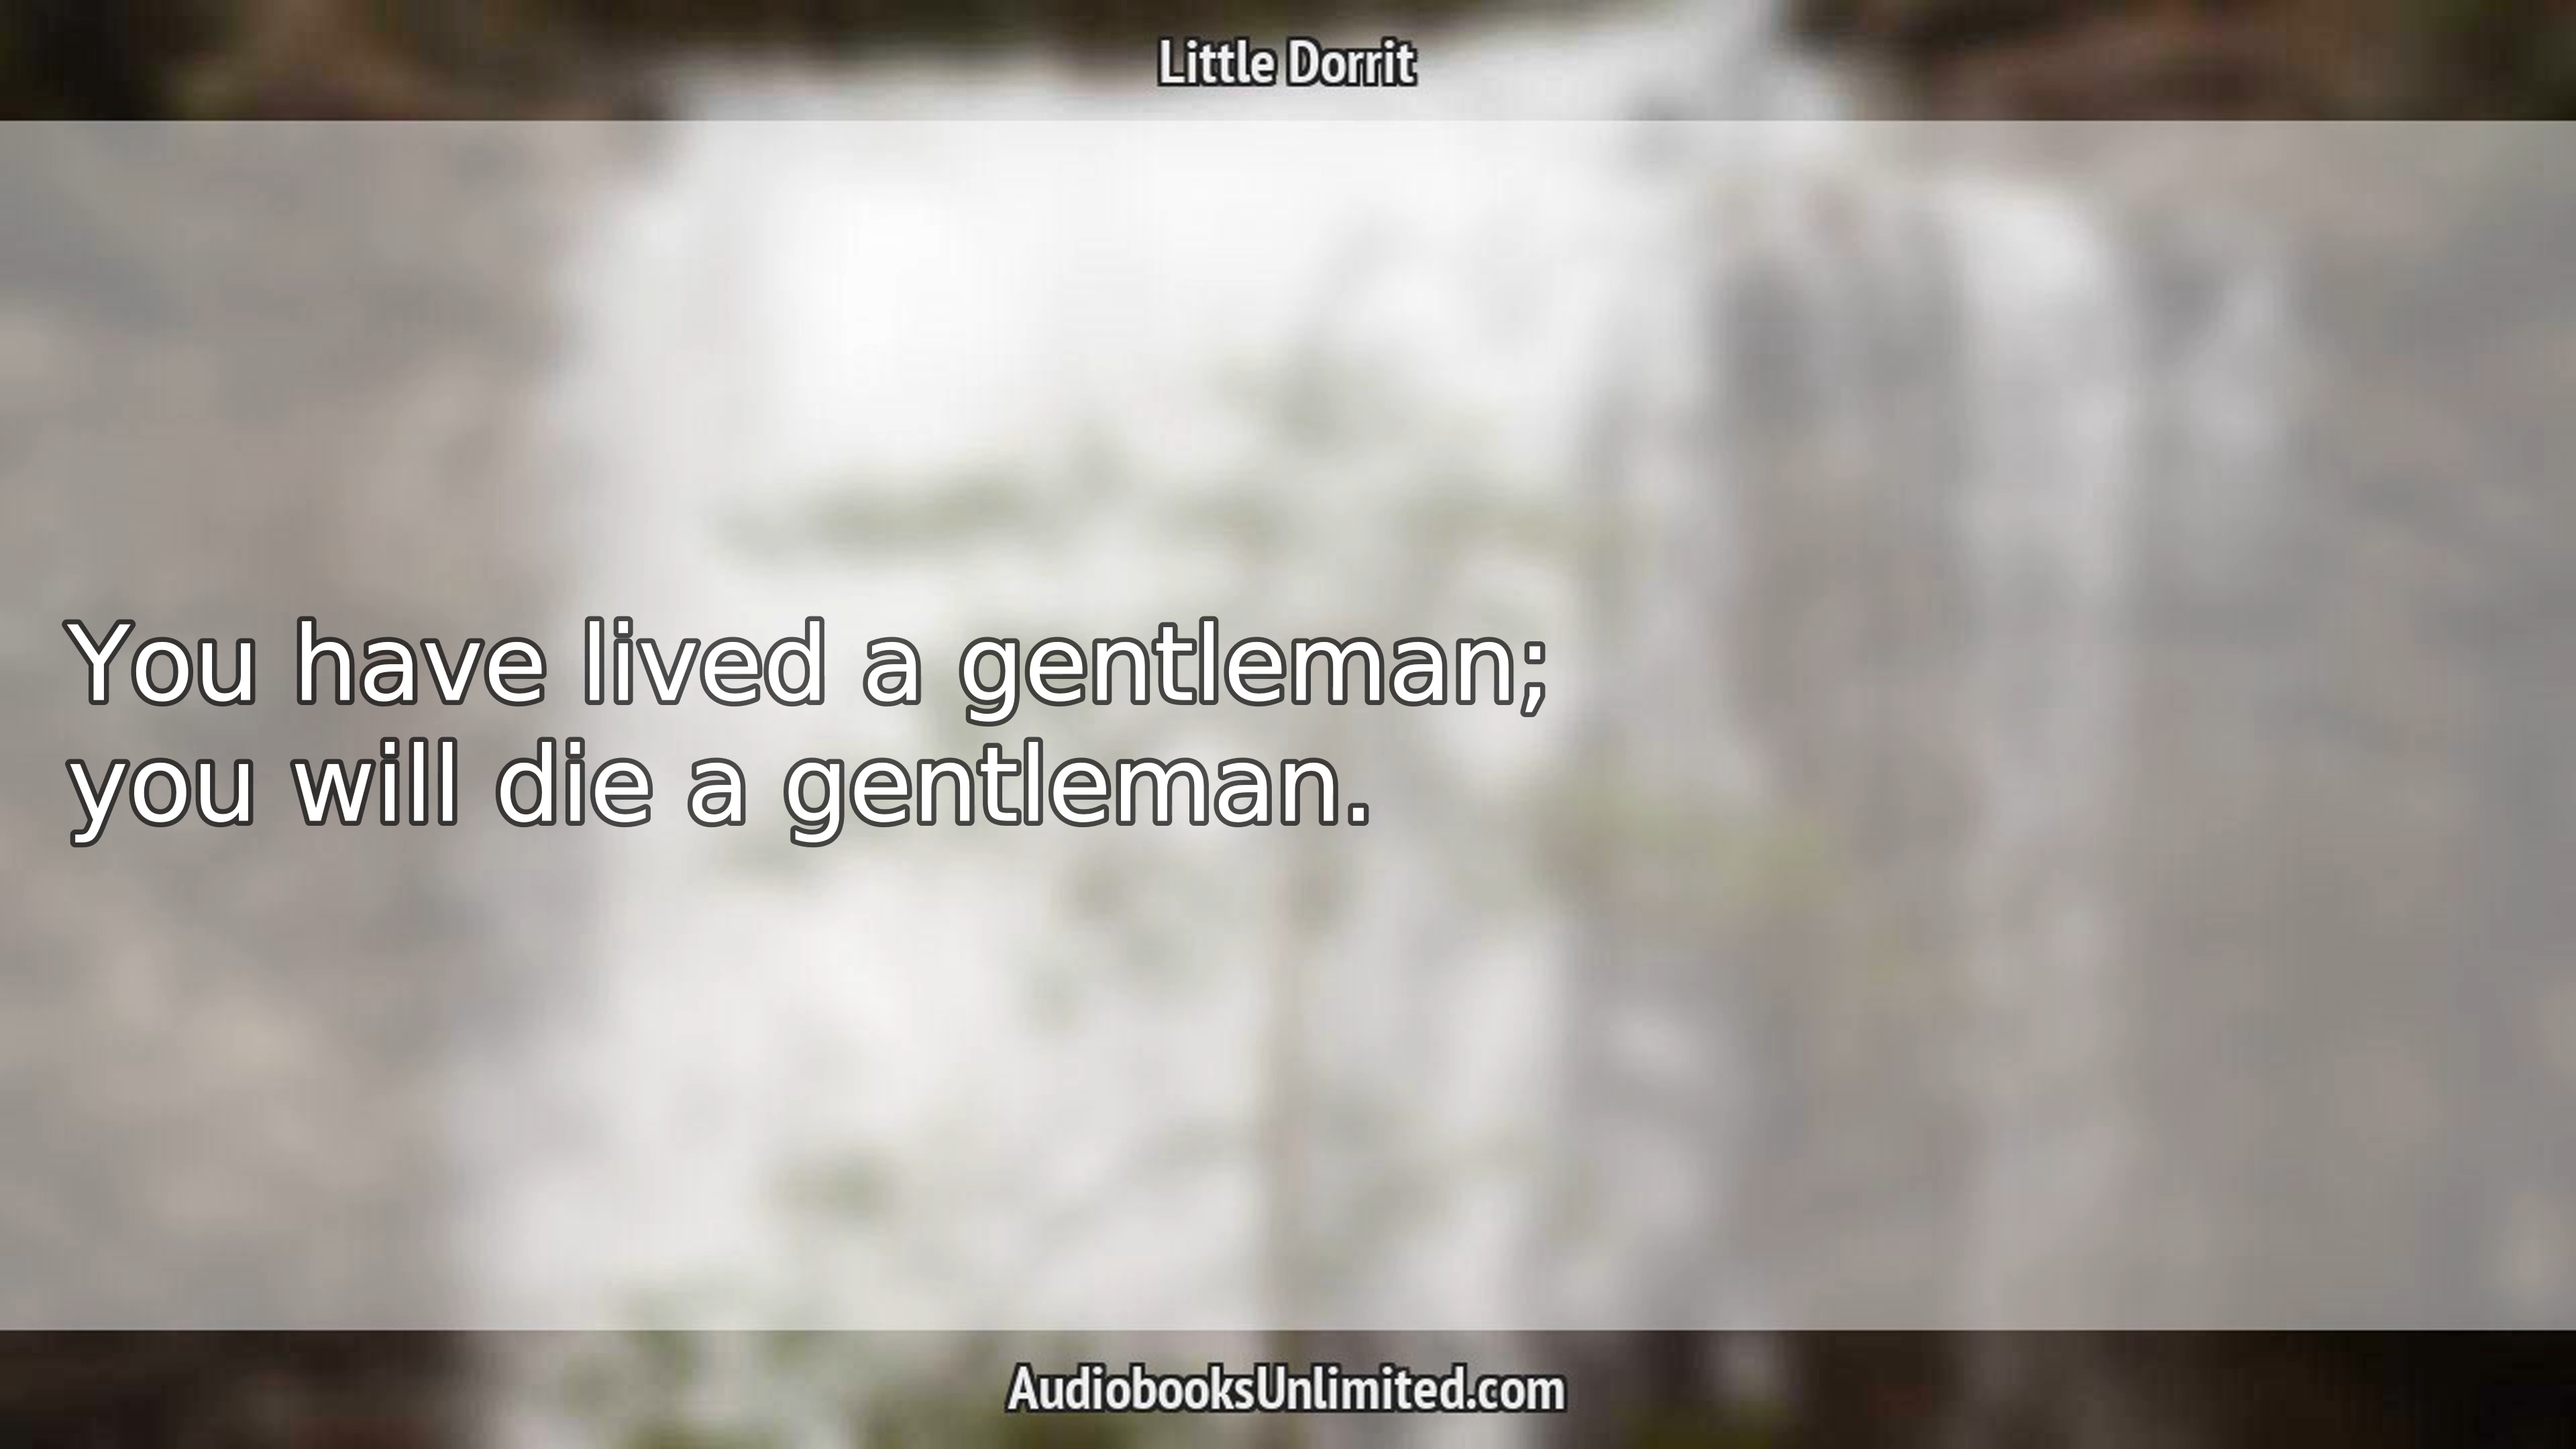 Little Dorrit
You have lived a gentleman;
you will die a gentleman.
AudiobooksUnlimited.com